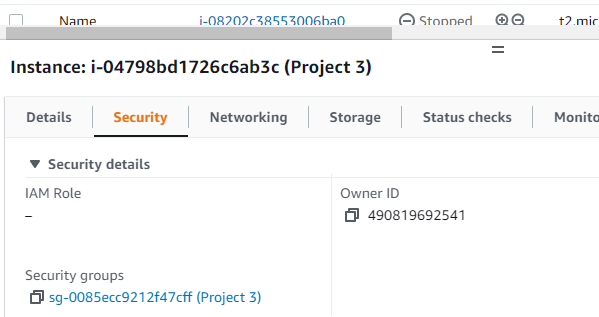 Name i-08202c38553006ba0 Stopped t2.mic
Instance: i-04798bd1726c6ab3c (Project 3)
Details Security Networking Storage Status checks Monito
Security details
IAM Role Owner ID
– 490819692541
Security groups
sg-0085ecc9212f47cff (Project 3)